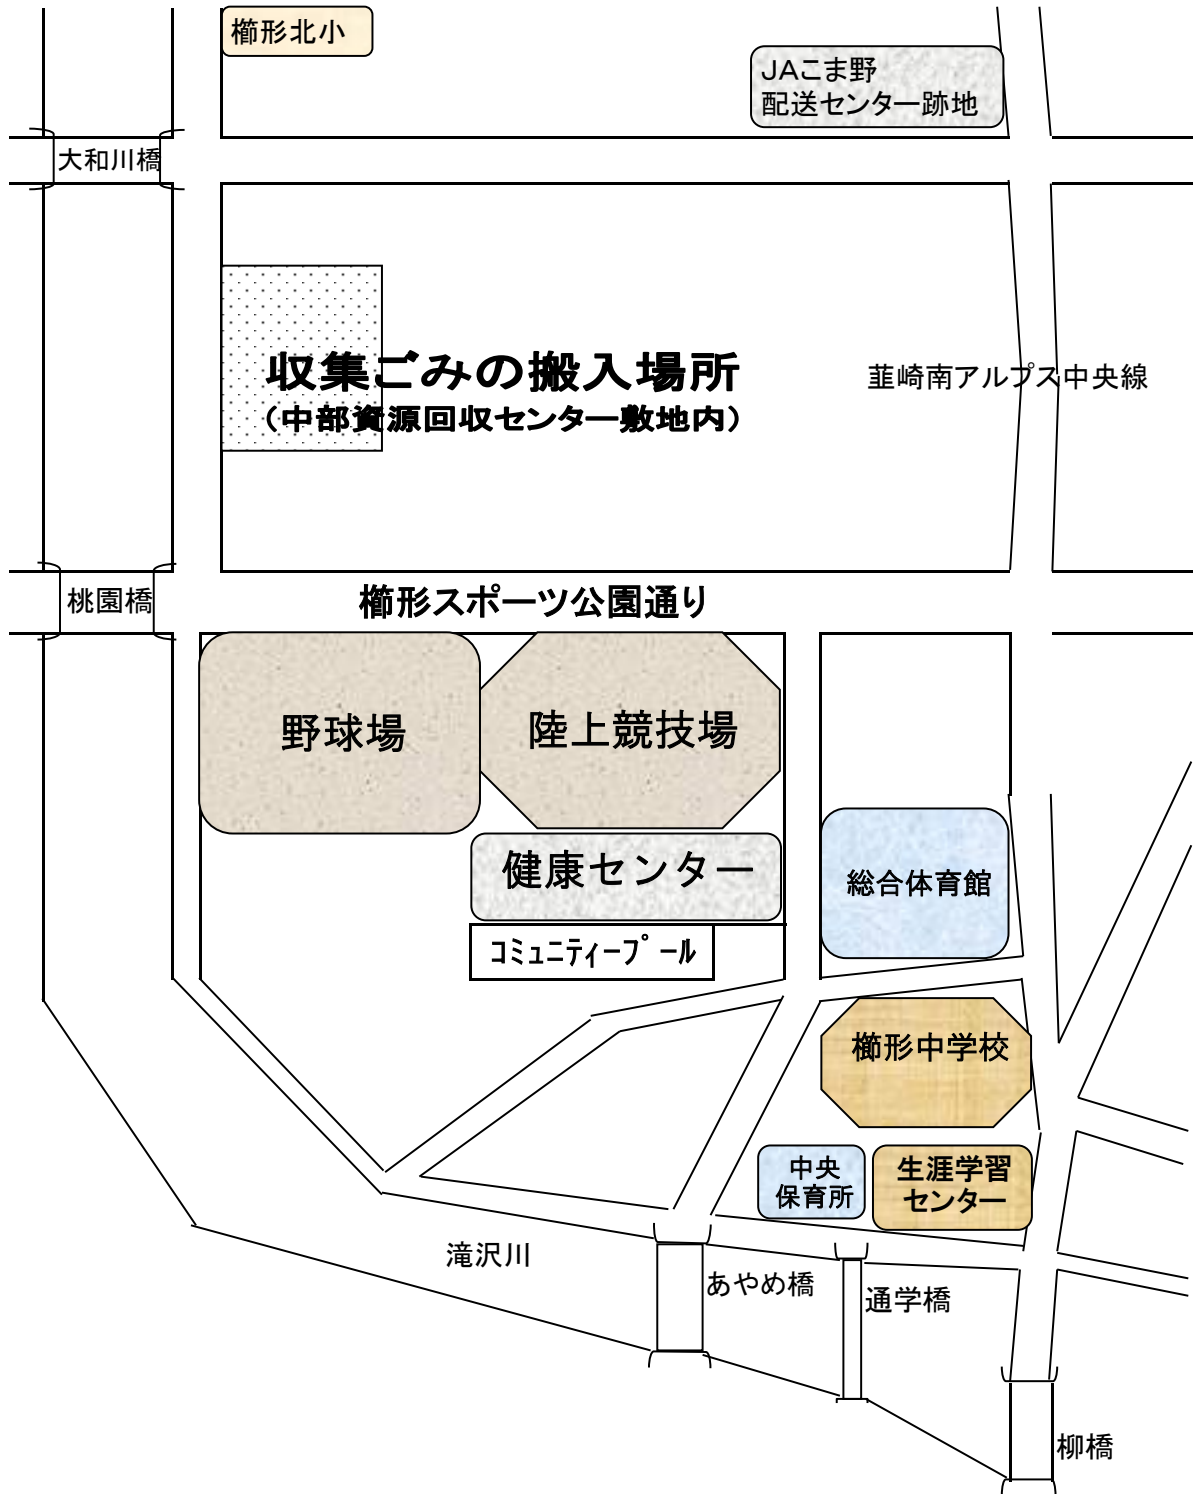 櫛形北小
JAこま野
配送センター跡地
大和川橋
収集ごみの搬入場所
（中部資源回収センター敷地内）
韮崎南アルプス中央線
桃園橋
櫛形スポーツ公園通り
野球場
陸上競技場
健康センター
総合体育館
ｺﾐｭﾆﾃｨｰﾌﾟｰﾙ
櫛形中学校
中央
保育所
生涯学習
センター
滝沢川
あやめ橋
通学橋
柳橋